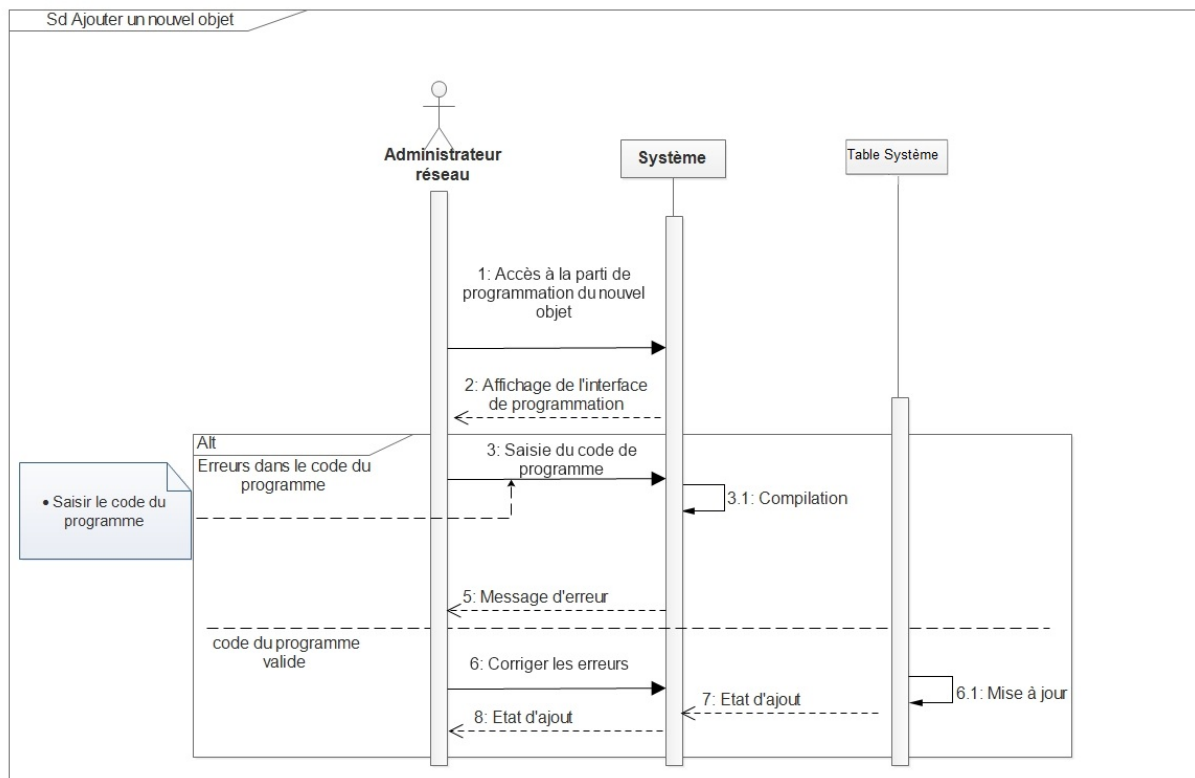 Sd Ajouter un nouvel objet
Administrateur
réseau
Système
Table Système
1: Accès à la parti de
programmation du nouvel
objet
2: Affichage de l'interface
de programmation
Alt
Erreurs dans le code du
programme
3: Saisie du code de
programme
• Saisir le code du
programme
3.1: Compilation
5: Message d'erreur
code du programme
valide
6: Corriger les erreurs
6.1: Mise à jour
7: Etat d'ajout
8: Etat d'ajout